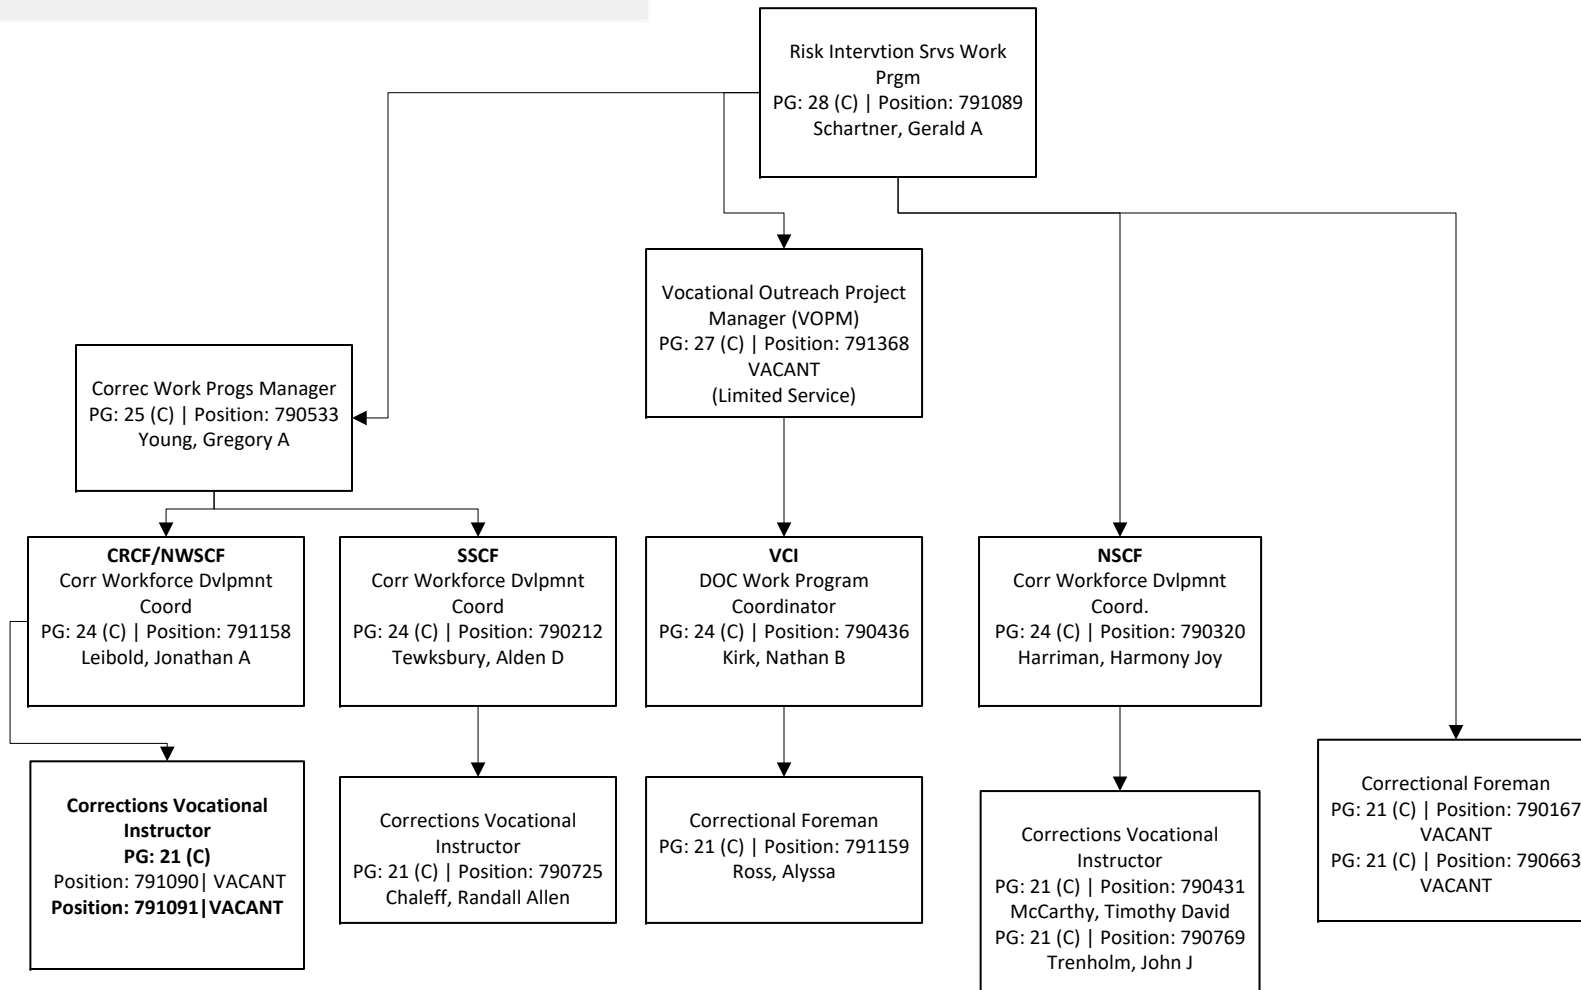 Risk Intervtion Srvs Work
Prgm
PG: 28 (C) | Position: 791089
Schartner, Gerald A
Vocational Outreach Project
Manager (VOPM)
PG: 27 (C) | Position: 791368
VACANT
(Limited Service)
Correc Work Progs Manager
PG: 25 (C) | Position: 790533
Young, Gregory A
CRCF/NWSCF
Corr Workforce Dvlpmnt
Coord
PG: 24 (C) | Position: 791158
Leibold, Jonathan A
SSCF
Corr Workforce Dvlpmnt
Coord
PG: 24 (C) | Position: 790212
Tewksbury, Alden D
VCI
DOC Work Program
Coordinator
PG: 24 (C) | Position: 790436
Kirk, Nathan B
NSCF
Corr Workforce Dvlpmnt
Coord.
PG: 24 (C) | Position: 790320
Harriman, Harmony Joy
Corrections Vocational
Instructor
PG: 21 (C)
Position: 791090| VACANT
Position: 791091|VACANT
Corrections Vocational
Instructor
PG: 21 (C) | Position: 790725
Chaleff, Randall Allen
Correctional Foreman
PG: 21 (C) | Position: 791159
Ross, Alyssa
Corrections Vocational
Instructor
PG: 21 (C) | Position: 790431
McCarthy, Timothy David
PG: 21 (C) | Position: 790769
Trenholm, John J
Correctional Foreman
PG: 21 (C) | Position: 790167
VACANT
PG: 21 (C) | Position: 790663
VACANT